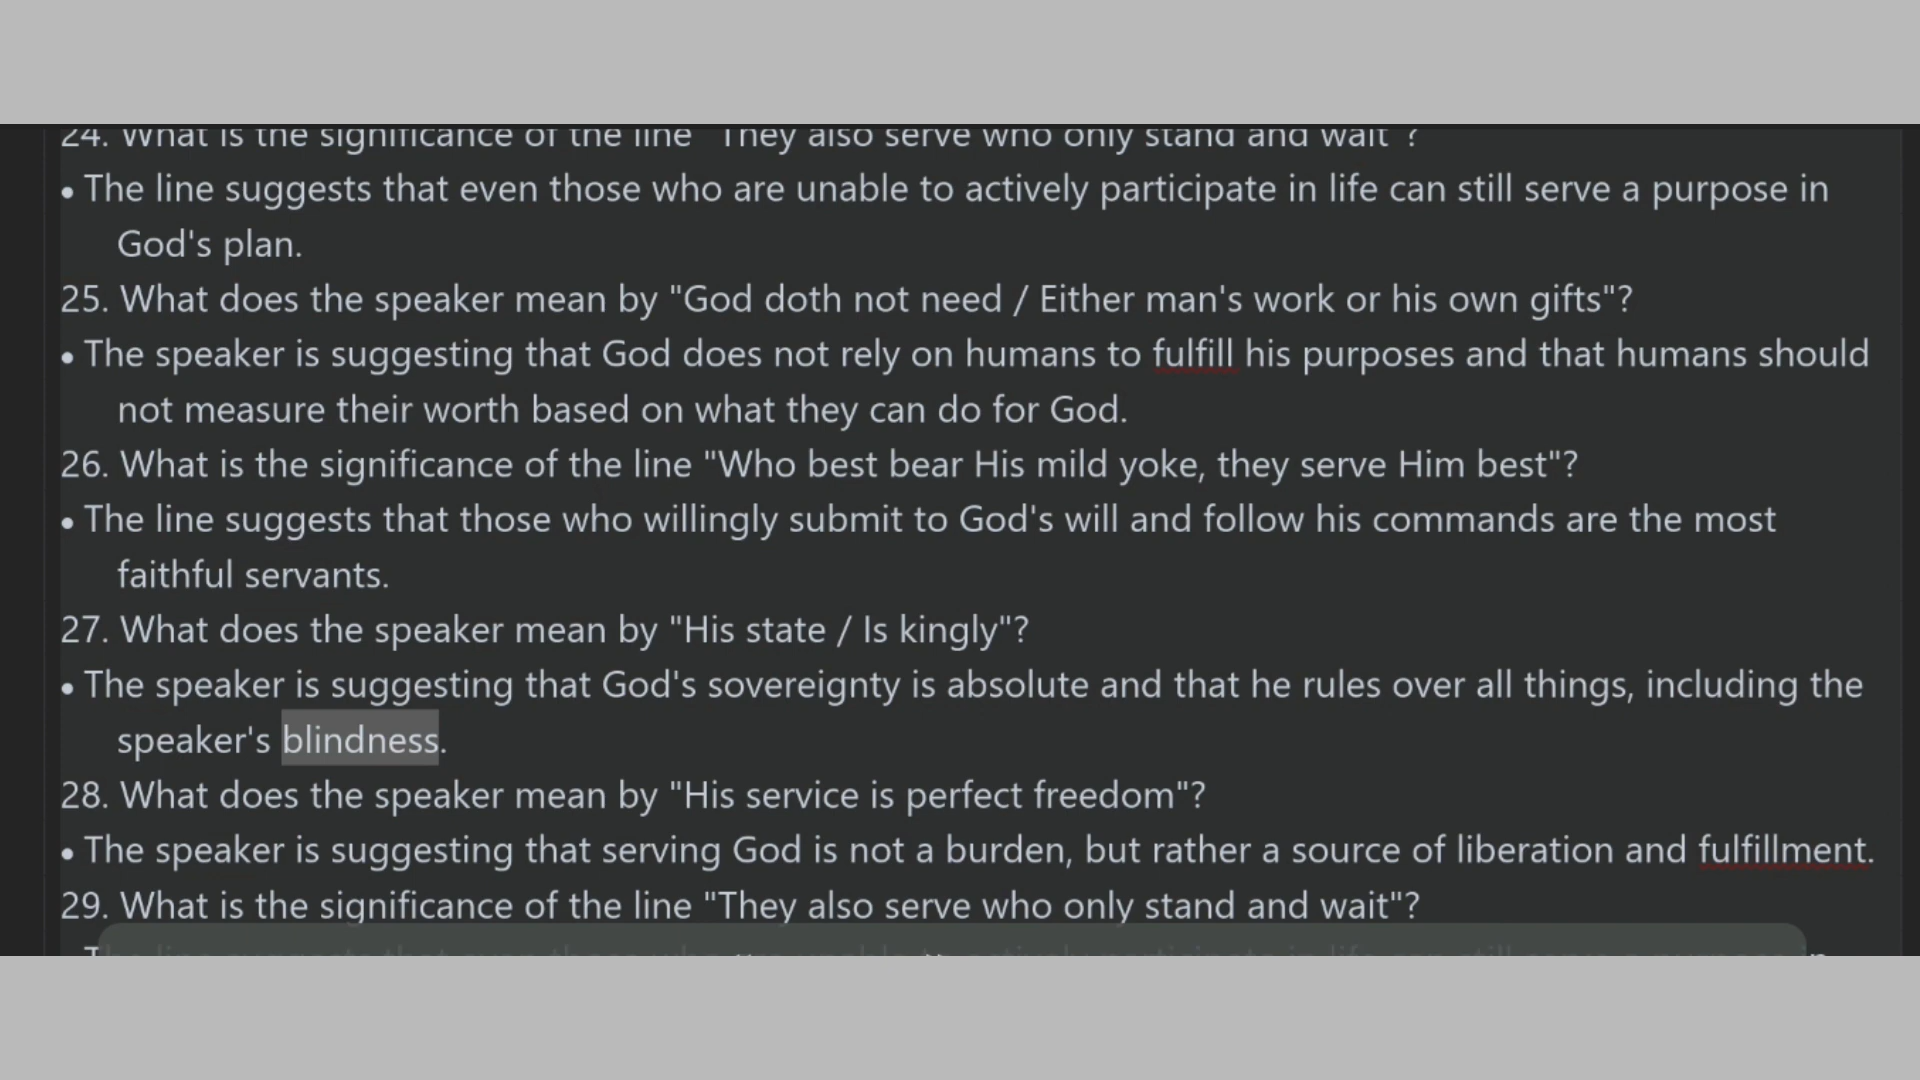 24. What is the significance of the line "They also serve who only stand and wait"?
• The line suggests that even those who are unable to actively participate in life can still serve a purpose in
God's plan.
25. What does the speaker mean by "God doth not need / Either man's work or his own gifts"?
• The speaker is suggesting that God does not rely on humans to fulfill his purposes and that humans should
not measure their worth based on what they can do for God.
26. What is the significance of the line "Who best bear His mild yoke, they serve Him best"?
• The line suggests that those who willingly submit to God's will and follow his commands are the most
faithful servants.
27. What does the speaker mean by "His state / Is kingly"?
• The speaker is suggesting that God's sovereignty is absolute and that he rules over all things, including the
speaker's blindness.
28. What does the speaker mean by "His service is perfect freedom"?
• The speaker is suggesting that serving God is not a burden, but rather a source of liberation and fulfillment.
29. What is the significance of the line "They also serve who only stand and wait"?